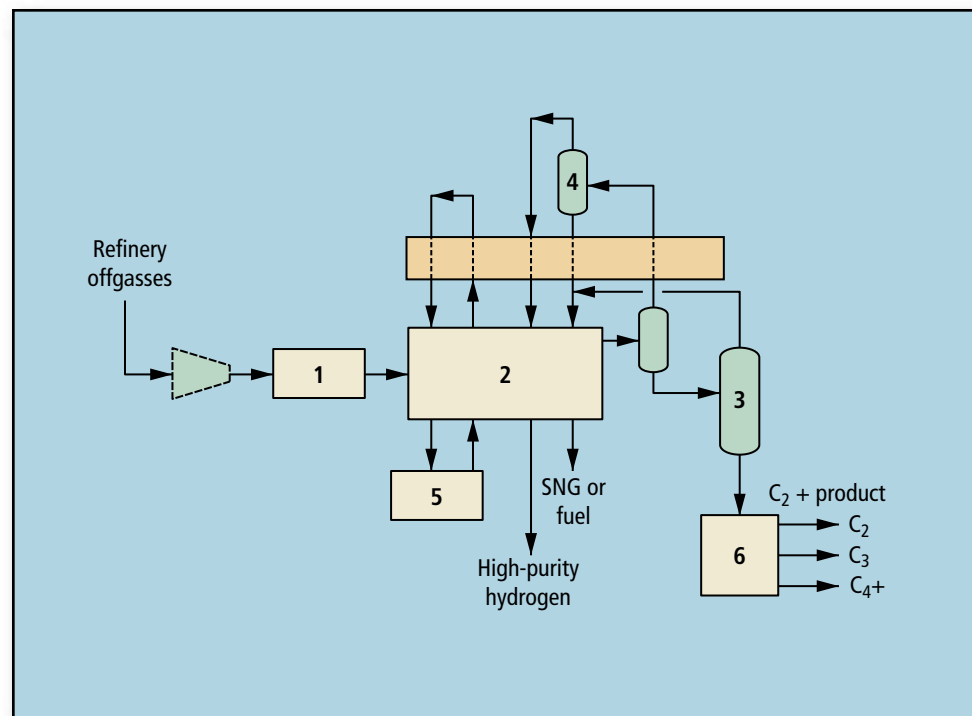 4
Refinery
offgasses
1
2
3
5
SNG or
fuel
High-purity
hydrogen
C₂ + product
6
C₂
C₃
C₄+